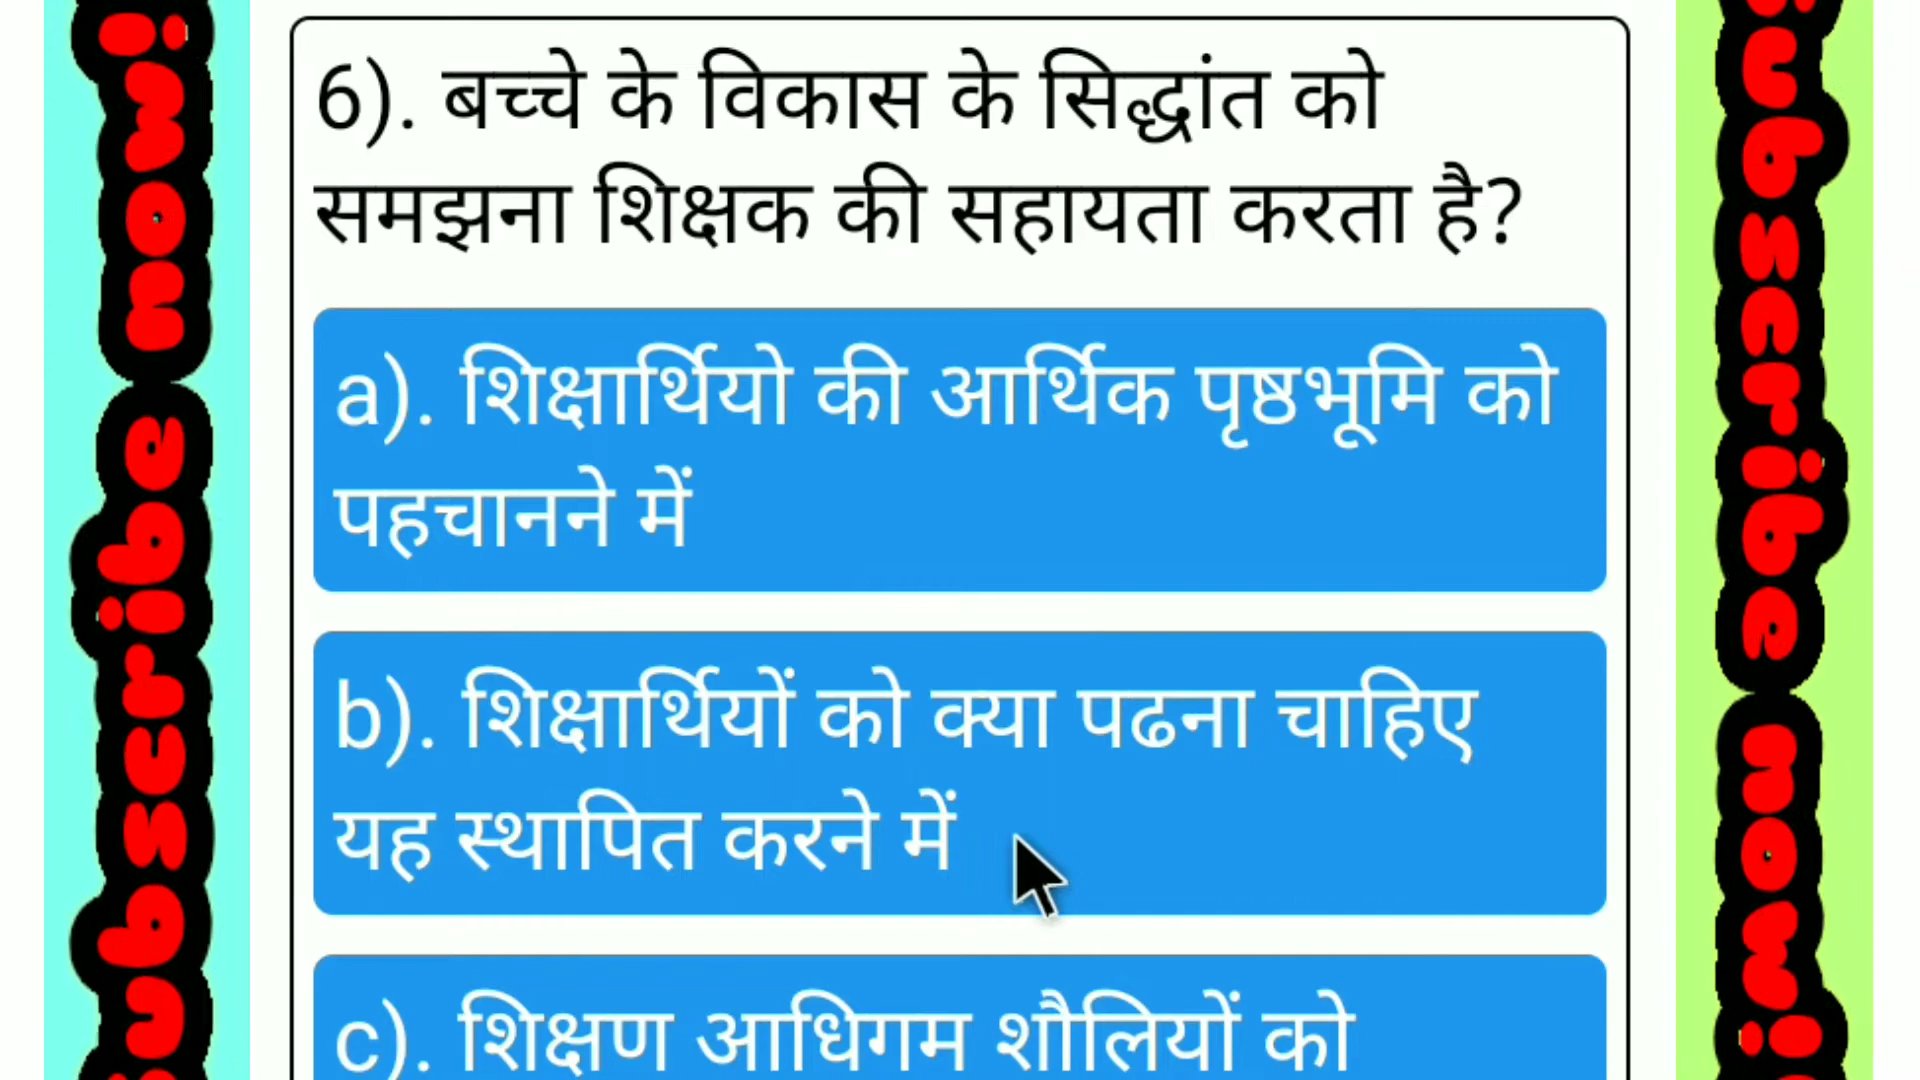 subscribe now!
6). बच्चे के विकास के सिद्धांत को
समझना शिक्षक की सहायता करता है?
a). शिक्षार्थियो की आर्थिक पृष्ठभूमि को
पहचानने में
b). शिक्षार्थियों को क्या पढना चाहिए
यह स्थापित करने में
c). शिक्षण आधिगम शौलियों को
subscribe now!